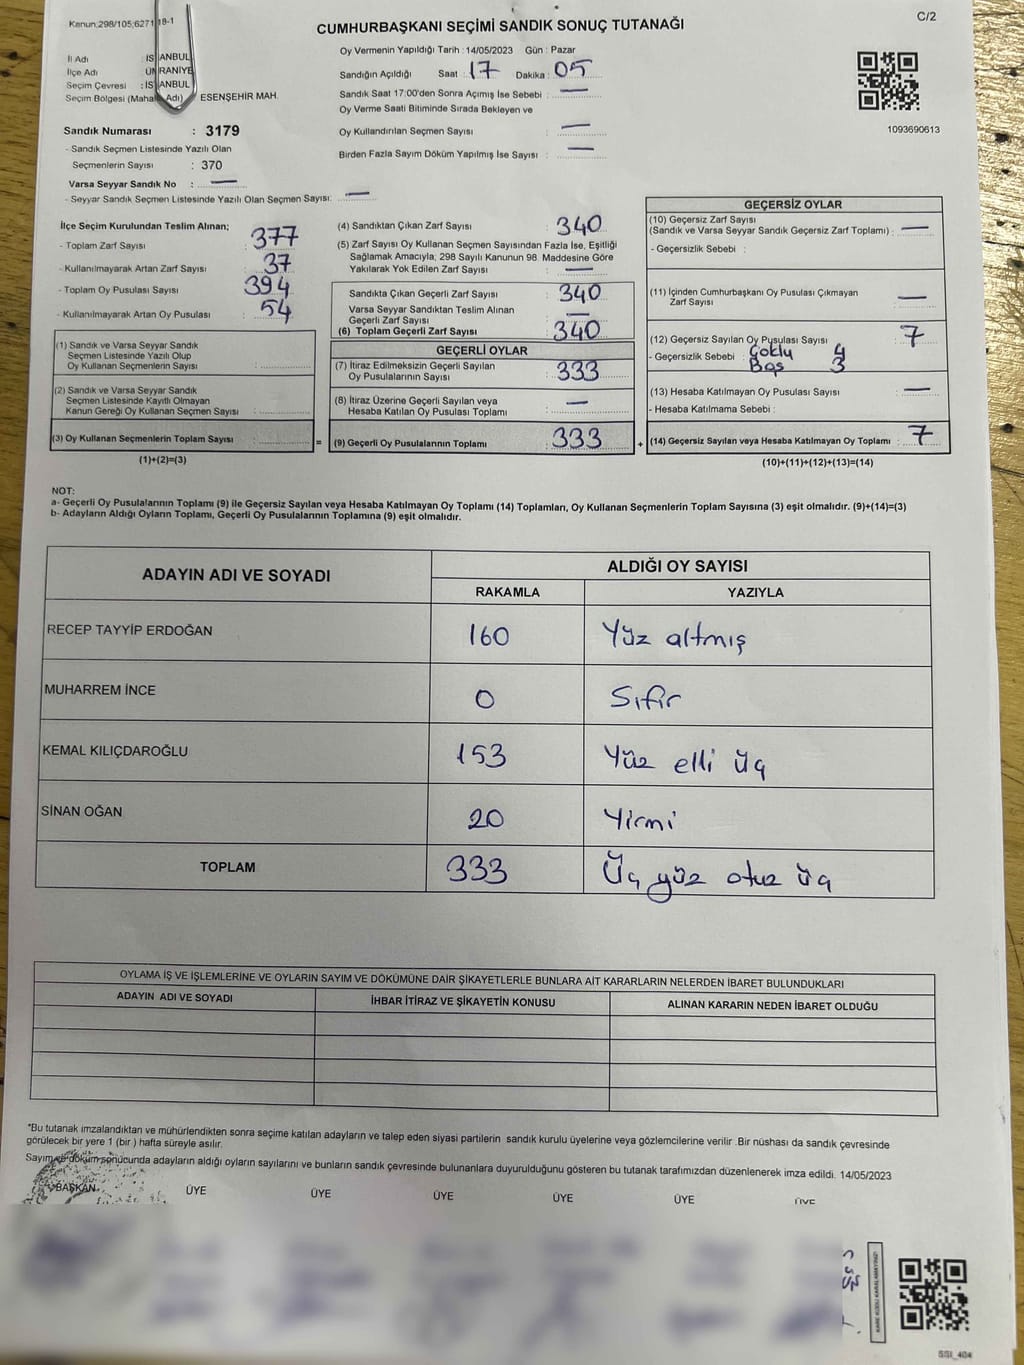 Kanun:298/105;6271 18-1
CUMHURBAŞKANI SEÇİMİ SANDIK SONUÇ TUTANAĞI
C/2
Oy Vermenin Yapıldığı Tarih : 14/05/2023 Gün : Pazar
İl Adı : İSTANBUL
İlçe Adı : ÜMRANİYE
Seçim Çevresi : İSTANBUL
Seçim Bölgesi (Mahalle Adı) ESENŞEHİR MAH.
Sandığın Açıldığı Saat : 17 Dakika : 05
Sandık Saat 17:00'den Sonra Açımış İse Sebebi : —
Oy Verme Saati Bitiminde Sırada Bekleyen ve
Oy Kullandırılan Seçmen Sayısı : —
Birden Fazla Sayım Döküm Yapılmış İse Sayısı : —
1093690613
Sandık Numarası : 3179
- Sandık Seçmen Listesinde Yazılı Olan
Seçmenlerin Sayısı : 370
Varsa Seyyar Sandık No : —
- Seyyar Sandık Seçmen Listesinde Yazılı Olan Seçmen Sayısı: —
İlçe Seçim Kurulundan Teslim Alınan;
- Toplam Zarf Sayısı : 377
- Kullanılmayarak Artan Zarf Sayısı : 37
- Toplam Oy Pusulası Sayısı : 394
- Kullanılmayarak Artan Oy Pusulası : 54
(1) Sandık ve Varsa Seyyar Sandık
Seçmen Listesinde Yazılı Olup
Oy Kullanan Seçmenlerin Sayısı :
(2) Sandık ve Varsa Seyyar Sandık
Seçmen Listesinde Kayıtlı Olmayan
Kanun Gereği Oy Kullanan Seçmen Sayısı :
(3) Oy Kullanan Seçmenlerin Toplam Sayısı :
(1)+(2)=(3)
(4) Sandıktan Çıkan Zarf Sayısı : 340
(5) Zarf Sayısı Oy Kullanan Seçmen Sayısından Fazla İse, Eşitliği
Sağlamak Amacıyla; 298 Sayılı Kanunun 98. Maddesine Göre
Yakılarak Yok Edilen Zarf Sayısı : —
Sandıkta Çıkan Geçerli Zarf Sayısı : 340
Varsa Seyyar Sandıktan Teslim Alınan
Geçerli Zarf Sayısı : —
(6) Toplam Geçerli Zarf Sayısı : 340
GEÇERLİ OYLAR
(7) İtiraz Edilmeksizin Geçerli Sayılan
Oy Pusulalarının Sayısı : 333
(8) İtiraz Üzerine Geçerli Sayılan veya
Hesaba Katılan Oy Pusulası Toplamı : —
= (9) Geçerli Oy Pusulalarının Toplamı : 333
GEÇERSİZ OYLAR
(10) Geçersiz Zarf Sayısı
(Sandık ve Varsa Seyyar Sandık Geçersiz Zarf Toplamı) : —
- Geçersizlik Sebebi :
(11) İçinden Cumhurbaşkanı Oy Pusulası Çıkmayan
Zarf Sayısı : —
(12) Geçersiz Sayılan Oy Pusulası Sayısı : 7
- Geçersizlik Sebebi : Çoklu 4
Boş 3
(13) Hesaba Katılmayan Oy Pusulası Sayısı : —
- Hesaba Katılmama Sebebi :
+ (14) Geçersiz Sayılan veya Hesaba Katılmayan Oy Toplamı : 7
(10)+(11)+(12)+(13)=(14)
NOT:
a- Geçerli Oy Pusulalarının Toplamı (9) ile Geçersiz Sayılan veya Hesaba Katılmayan Oy Toplamı (14) Toplamları, Oy Kullanan Seçmenlerin Toplam Sayısına (3) eşit olmalıdır. (9)+(14)=(3)
b- Adayların Aldığı Oyların Toplamı, Geçerli Oy Pusulalarının Toplamına (9) eşit olmalıdır.
ADAYIN ADI VE SOYADI
ALDIĞI OY SAYISI
RAKAMLA YAZIYLA
RECEP TAYYİP ERDOĞAN 160 Yüz altmış
MUHARREM İNCE 0 Sıfır
KEMAL KILIÇDAROĞLU 153 Yüz elli üç
SİNAN OĞAN 20 Yirmi
TOPLAM 333 Üç yüz otuz üç
OYLAMA İŞ VE İŞLEMLERİNE VE OYLARIN SAYIM VE DÖKÜMÜNE DAİR ŞİKAYETLERLE BUNLARA AİT KARARLARIN NELERDEN İBARET BULUNDUKLARI
ADAYIN ADI VE SOYADI İHBAR İTİRAZ VE ŞİKAYETİN KONUSU ALINAN KARARIN NEDEN İBARET OLDUĞU
*Bu tutanak imzalandıktan ve mühürlendikten sonra seçime katılan adayların ve talep eden siyasi partilerin sandık kurulu üyelerine veya gözlemcilerine verilir .Bir nüshası da sandık çevresinde
görülecek bir yere 1 (bir ) hafta süreyle asılır.
Sayım ve döküm sonucunda adayların aldığı oyların sayılarını ve bunların sandık çevresinde bulunanlara duyurulduğunu gösteren bu tutanak tarafımızdan düzenlenerek imza edildi. 14/05/2023
BAŞKAN ÜYE ÜYE ÜYE ÜYE ÜYE ÜYE
KARE KODU KARALAMAYINIZ!
SSI_404